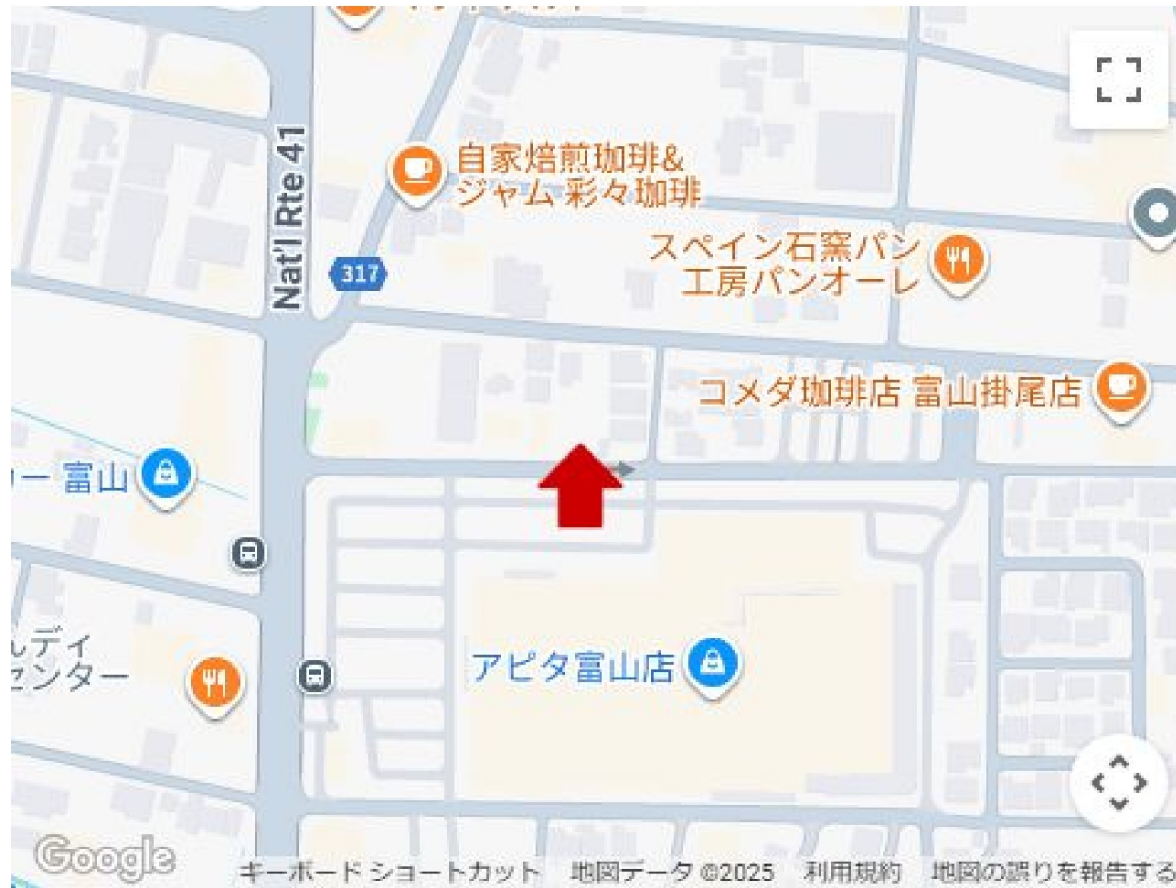 Nat'l Rte 41
自家焙煎珈琲&
ジャム 彩々珈琲
317
スペイン石窯パン
工房パンオーレ
コメダ珈琲店 富山掛尾店
ー 富山
ディ
センター
アピタ富山店
Google
キーボード ショートカット 地図データ ©2025 利用規約 地図の誤りを報告する